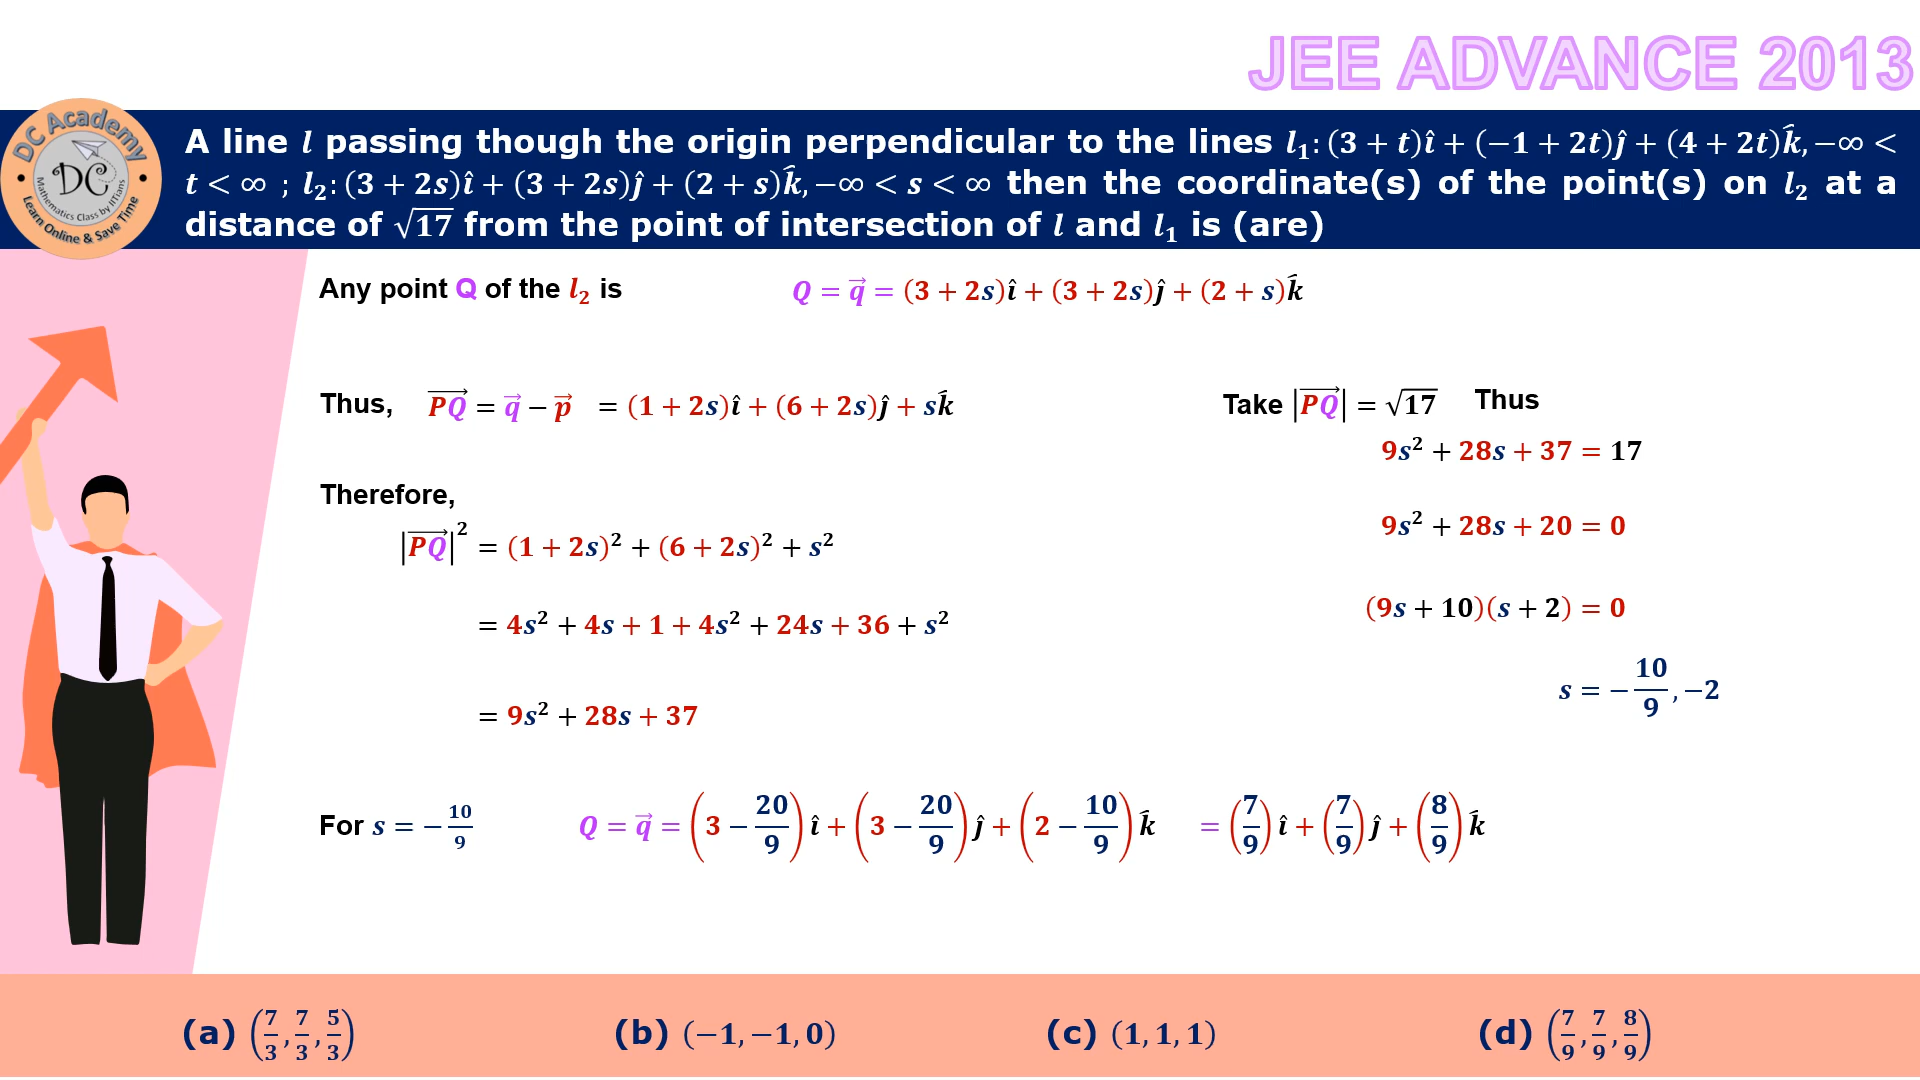 JEE ADVANCE 2013
DC Academy
DC
Mathematics Class by IITians
Learn Online & Save Time
A line l passing though the origin perpendicular to the lines l₁: (3 + t)î + (−1 + 2t)ĵ + (4 + 2t)k̂, −∞ <
t < ∞ ; l₂: (3 + 2s)î + (3 + 2s)ĵ + (2 + s)k̂, −∞ < s < ∞ then the coordinate(s) of the point(s) on l₂ at a
distance of √17 from the point of intersection of l and l₁ is (are)
Any point Q of the l₂ is Q = q⃗ = (3 + 2s)î + (3 + 2s)ĵ + (2 + s)k̂
Thus, PQ⃗ = q⃗ − p⃗ = (1 + 2s)î + (6 + 2s)ĵ + sk̂
Therefore,
|PQ⃗|² = (1 + 2s)² + (6 + 2s)² + s²
= 4s² + 4s + 1 + 4s² + 24s + 36 + s²
= 9s² + 28s + 37
Take |PQ⃗| = √17 Thus
9s² + 28s + 37 = 17
9s² + 28s + 20 = 0
(9s + 10)(s + 2) = 0
s = −10/9, −2
For s = −10/9 Q = q⃗ = (3 − 20/9)î + (3 − 20/9)ĵ + (2 − 10/9)k̂ = (7/9)î + (7/9)ĵ + (8/9)k̂
(a) (7/3, 7/3, 5/3) (b) (−1, −1, 0) (c) (1, 1, 1) (d) (7/9, 7/9, 8/9)